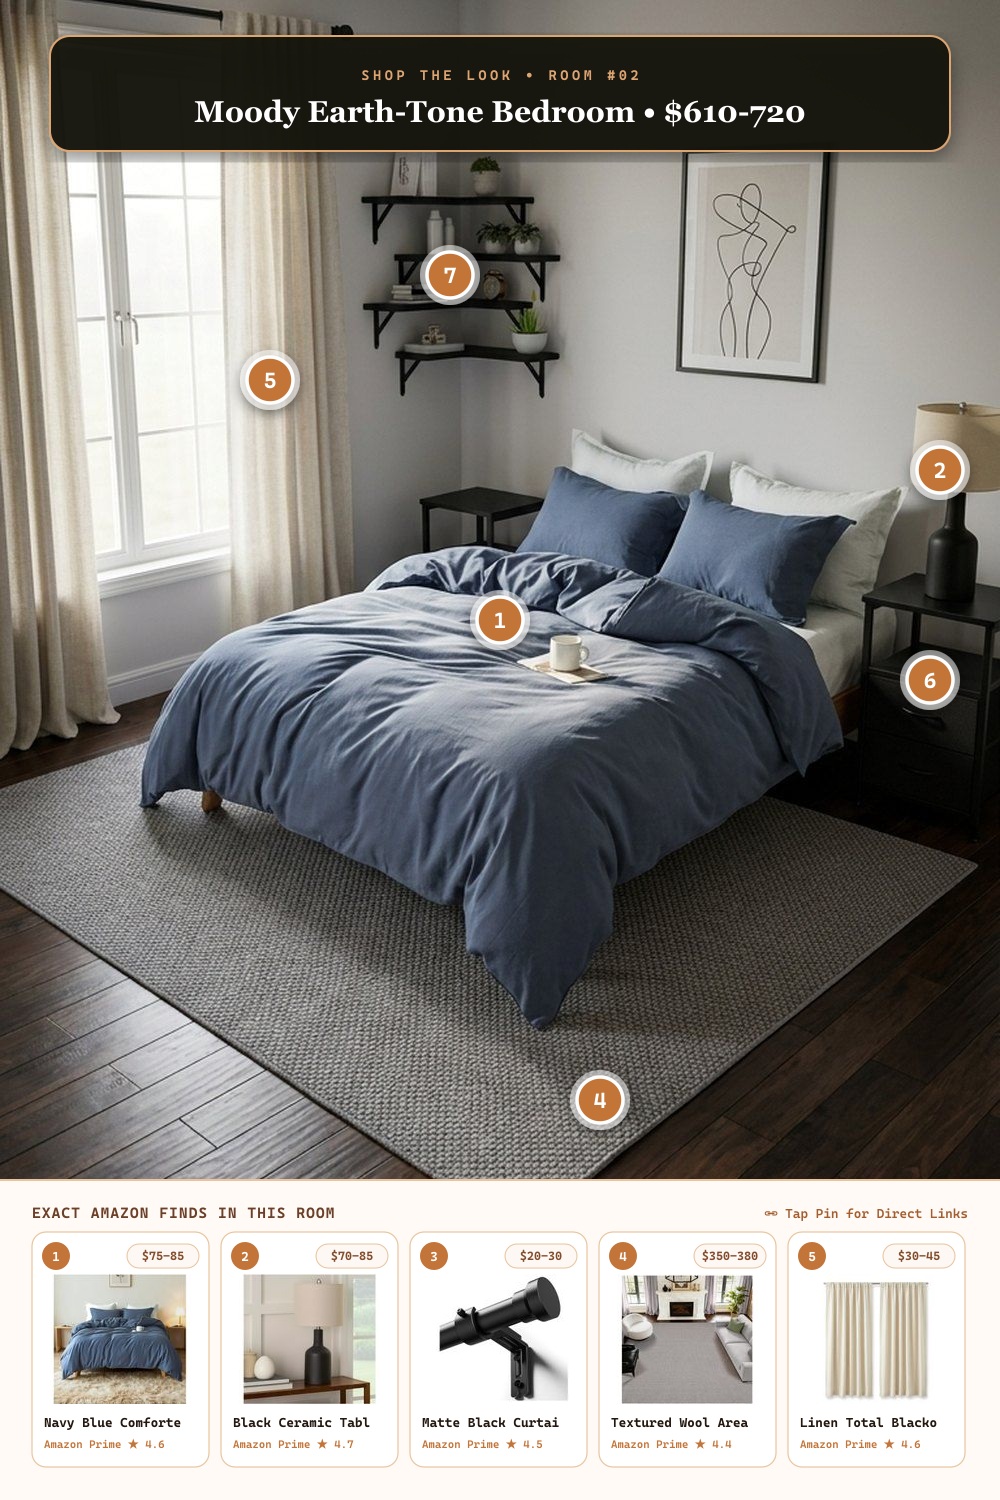 SHOP THE LOOK • ROOM #02
Moody Earth-Tone Bedroom • $610-720
7
5
2
1
6
4
EXACT AMAZON FINDS IN THIS ROOM
Tap Pin for Direct Links
1
$75-85
Navy Blue Comforte
Amazon Prime ★ 4.6
2
$70-85
Black Ceramic Tabl
Amazon Prime ★ 4.7
3
$20-30
Matte Black Curtai
Amazon Prime ★ 4.5
4
$350-380
Textured Wool Area
Amazon Prime ★ 4.4
5
$30-45
Linen Total Blacko
Amazon Prime ★ 4.6